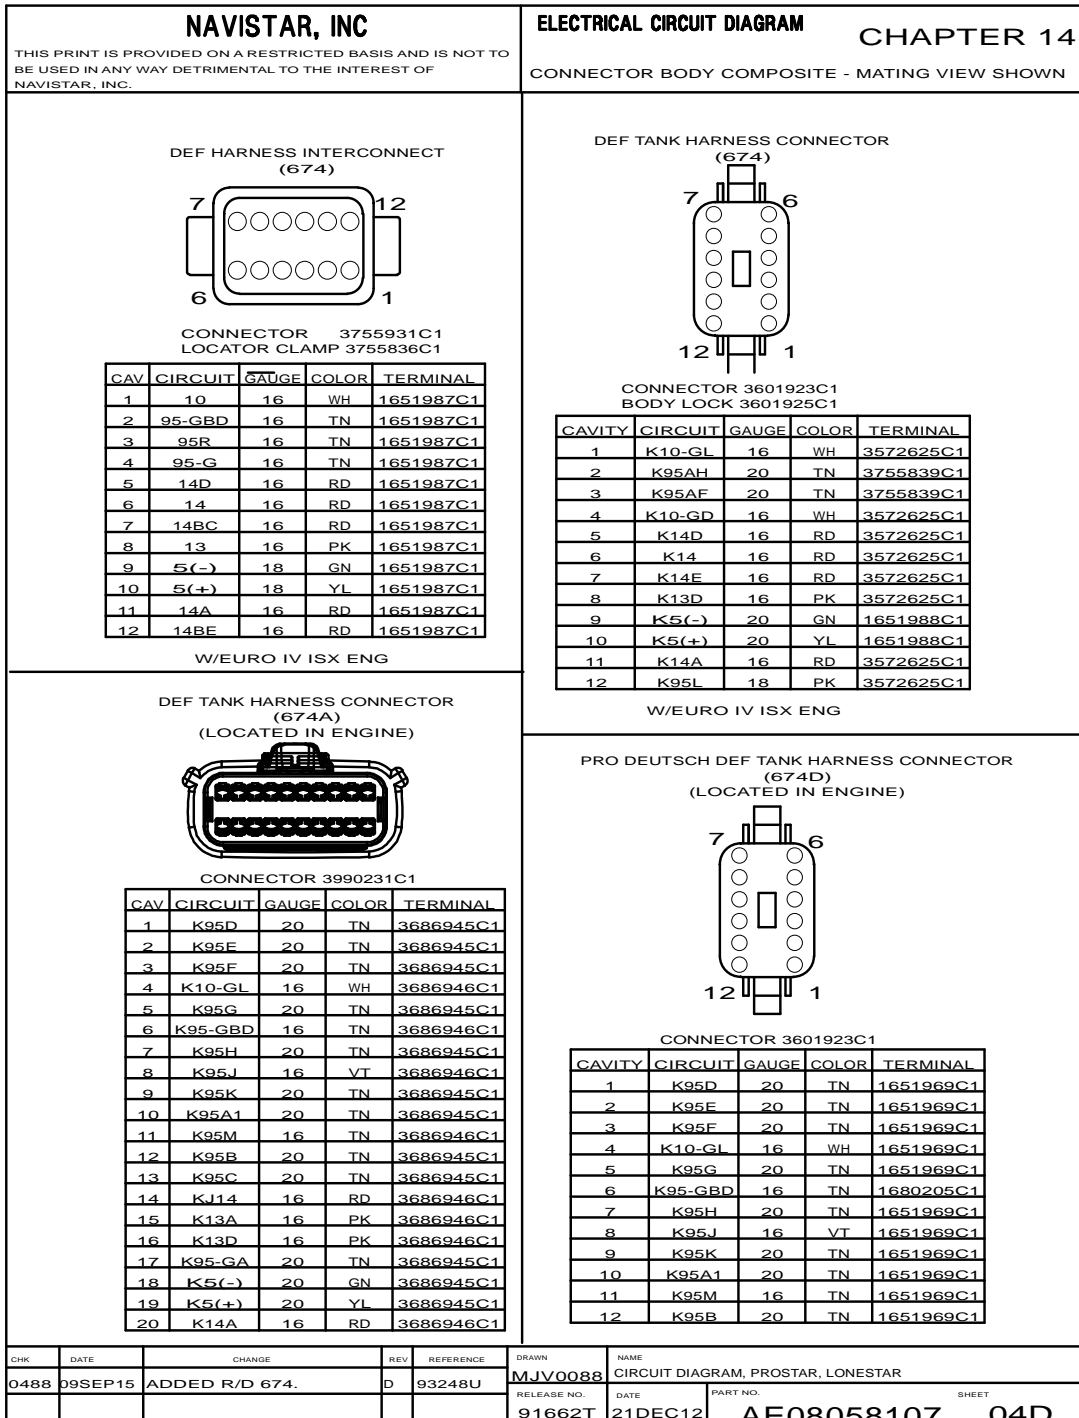 NAVISTAR, INC
THIS PRINT IS PROVIDED ON A RESTRICTED BASIS AND IS NOT TO
BE USED IN ANY WAY DETRIMENTAL TO THE INTEREST OF
NAVISTAR, INC.
ELECTRICAL CIRCUIT DIAGRAM
CHAPTER 14
CONNECTOR BODY COMPOSITE - MATING VIEW SHOWN
DEF HARNESS INTERCONNECT
(674)
7 12
6 1
CONNECTOR 3755931C1
LOCATOR CLAMP 3755836C1
CAV CIRCUIT GAUGE COLOR TERMINAL
1 10 16 WH 1651987C1
2 95-GBD 16 TN 1651987C1
3 95R 16 TN 1651987C1
4 95-G 16 TN 1651987C1
5 14D 16 RD 1651987C1
6 14 16 RD 1651987C1
7 14BC 16 RD 1651987C1
8 13 16 PK 1651987C1
9 5(-) 18 GN 1651987C1
10 5(+) 18 YL 1651987C1
11 14A 16 RD 1651987C1
12 14BE 16 RD 1651987C1
W/EURO IV ISX ENG
DEF TANK HARNESS CONNECTOR
(674)
7 6
12 1
CONNECTOR 3601923C1
BODY LOCK 3601925C1
CAVITY CIRCUIT GAUGE COLOR TERMINAL
1 K10-GL 16 WH 3572625C1
2 K95AH 20 TN 3755839C1
3 K95AF 20 TN 3755839C1
4 K10-GD 16 WH 3572625C1
5 K14D 16 RD 3572625C1
6 K14 16 RD 3572625C1
7 K14E 16 RD 3572625C1
8 K13D 16 PK 3572625C1
9 K5(-) 20 GN 1651988C1
10 K5(+) 20 YL 1651988C1
11 K14A 16 RD 3572625C1
12 K95L 18 PK 3572625C1
W/EURO IV ISX ENG
DEF TANK HARNESS CONNECTOR
(674A)
(LOCATED IN ENGINE)
CONNECTOR 3990231C1
CAV CIRCUIT GAUGE COLOR TERMINAL
1 K95D 20 TN 3686945C1
2 K95E 20 TN 3686945C1
3 K95F 20 TN 3686945C1
4 K10-GL 16 WH 3686946C1
5 K95G 20 TN 3686945C1
6 K95-GBD 16 TN 3686946C1
7 K95H 20 TN 3686945C1
8 K95J 16 VT 3686946C1
9 K95K 20 TN 3686945C1
10 K95A1 20 TN 3686945C1
11 K95M 16 TN 3686946C1
12 K95B 20 TN 3686945C1
13 K95C 20 TN 3686945C1
14 KJ14 16 RD 3686946C1
15 K13A 16 PK 3686946C1
16 K13D 16 PK 3686946C1
17 K95-GA 20 TN 3686945C1
18 K5(-) 20 GN 3686945C1
19 K5(+) 20 YL 3686945C1
20 K14A 16 RD 3686946C1
PRO DEUTSCH DEF TANK HARNESS CONNECTOR
(674D)
(LOCATED IN ENGINE)
7 6
12 1
CONNECTOR 3601923C1
CAVITY CIRCUIT GAUGE COLOR TERMINAL
1 K95D 20 TN 1651969C1
2 K95E 20 TN 1651969C1
3 K95F 20 TN 1651969C1
4 K10-GL 16 WH 1651969C1
5 K95G 20 TN 1651969C1
6 K95-GBD 16 TN 1680205C1
7 K95H 20 TN 1651969C1
8 K95J 16 VT 1651969C1
9 K95K 20 TN 1651969C1
10 K95A1 20 TN 1651969C1
11 K95M 16 TN 1651969C1
12 K95B 20 TN 1651969C1
CHK DATE CHANGE REV REFERENCE
0488 09SEP15 ADDED R/D 674. D 93248U
DRAWN NAME
MJV0088 CIRCUIT DIAGRAM, PROSTAR, LONESTAR
RELEASE NO. DATE PART NO. SHEET
91662T 21DEC12 AE08058107 04D